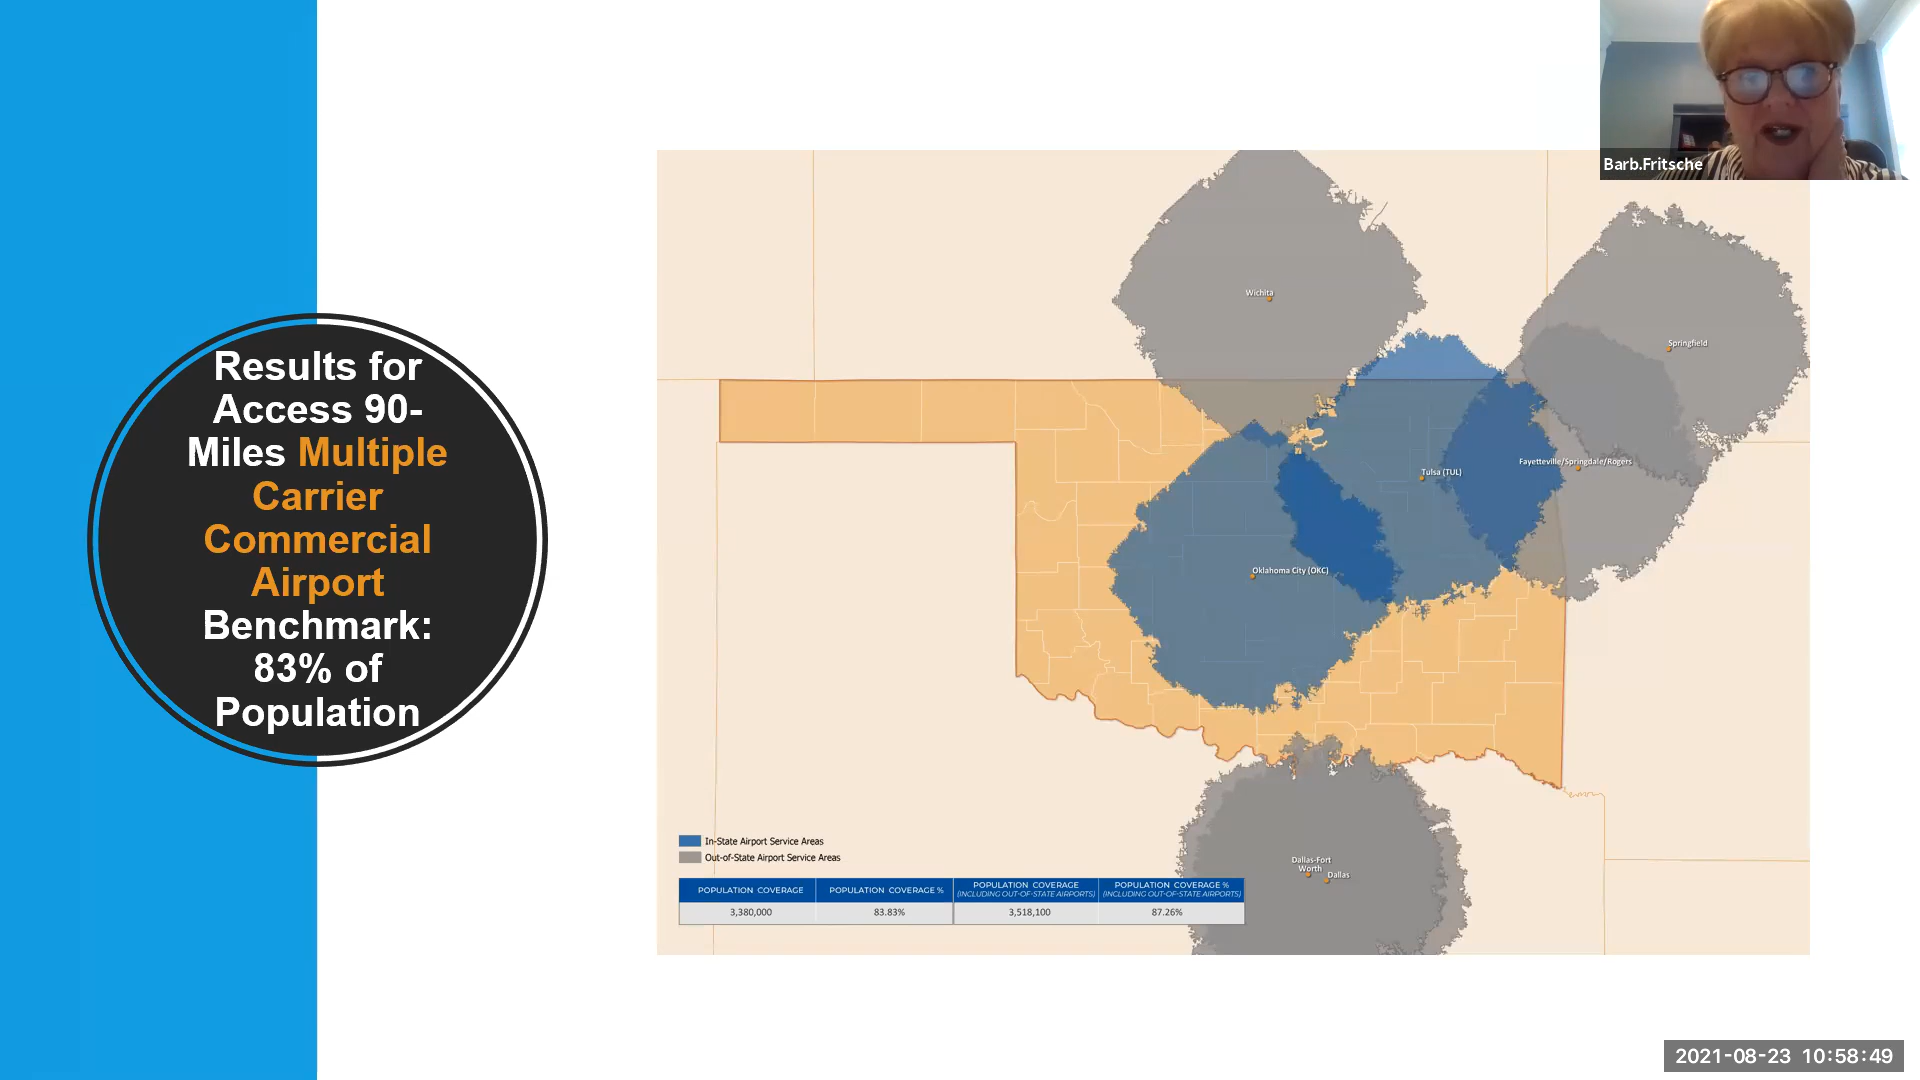 Barb.Fritsche
Results for
Access 90-
Miles Multiple
Carrier
Commercial
Airport
Benchmark:
83% of
Population
Wichita
Springfield
Fayetteville/Springdale/Rogers
Tulsa (TUL)
Oklahoma City (OKC)
Dallas-Fort
Worth
Dallas
In-State Airport Service Areas
Out-of-State Airport Service Areas
POPULATION COVERAGE
POPULATION COVERAGE %
POPULATION COVERAGE
(INCLUDING OUT-OF-STATE AIRPORTS)
POPULATION COVERAGE %
(INCLUDING OUT-OF-STATE AIRPORTS)
3,380,000
83.83%
3,518,100
87.26%
2021-08-23 10:58:49